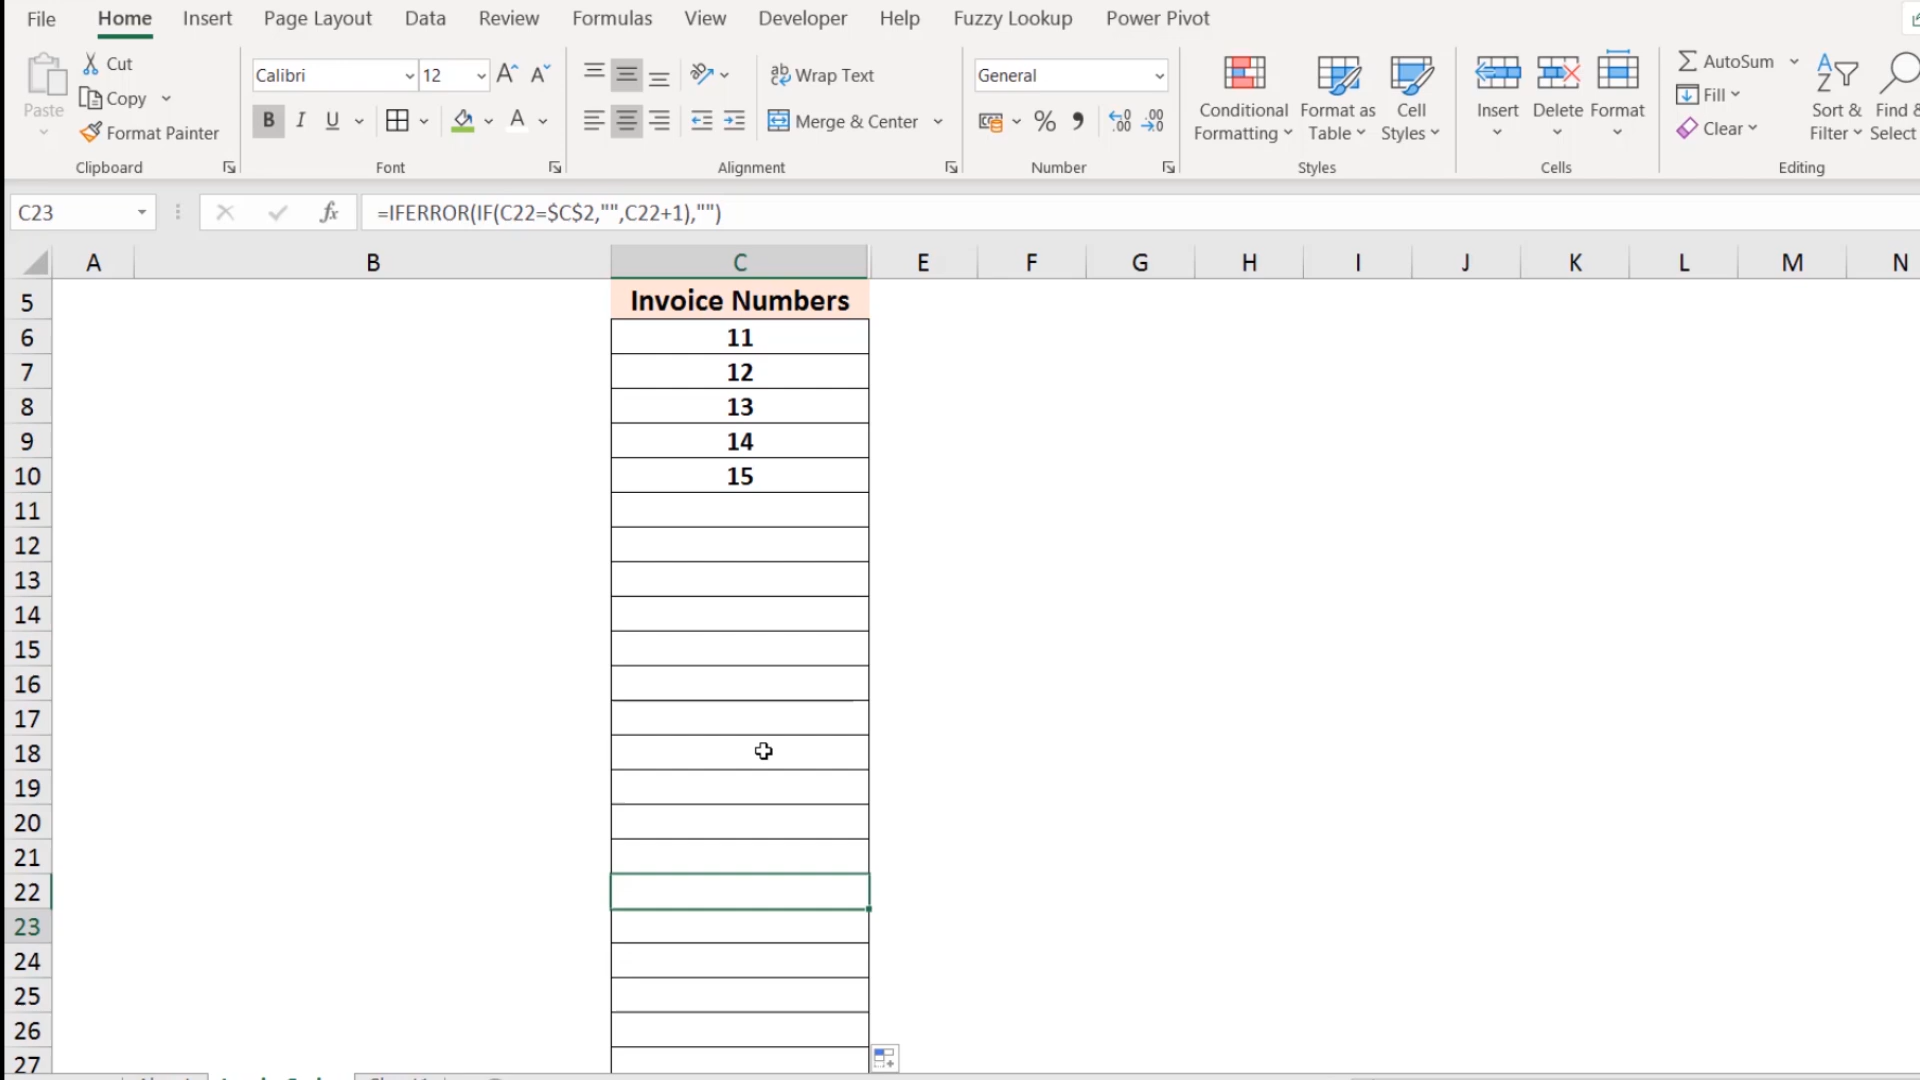 File Home Insert Page Layout Data Review Formulas View Developer Help Fuzzy Lookup Power Pivot
Paste
Cut
Copy
Format Painter
Clipboard
Calibri 12
B I U
Font
Wrap Text
Merge & Center
Alignment
General
Number
Conditional Formatting
Format as Table
Cell Styles
Styles
Insert Delete Format
Cells
AutoSum
Fill
Clear
Sort & Filter
Find & Select
Editing
C23 fx =IFERROR(IF(C22=$C$2,"",C22+1),"")
A B C E F G H I J K L M N
5 Invoice Numbers
6 11
7 12
8 13
9 14
10 15
11
12
13
14
15
16
17
18
19
20
21
22
23
24
25
26
27